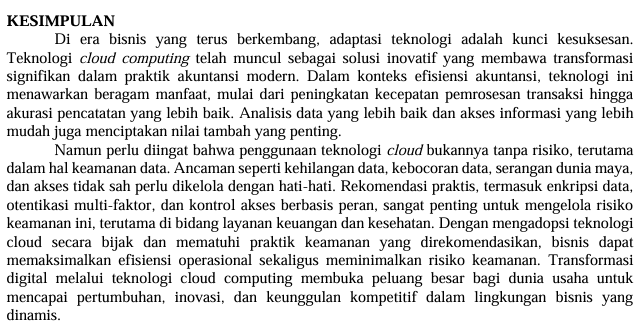 KESIMPULAN
Di era bisnis yang terus berkembang, adaptasi teknologi adalah kunci kesuksesan.
Teknologi cloud computing telah muncul sebagai solusi inovatif yang membawa transformasi
signifikan dalam praktik akuntansi modern. Dalam konteks efisiensi akuntansi, teknologi ini
menawarkan beragam manfaat, mulai dari peningkatan kecepatan pemrosesan transaksi hingga
akurasi pencatatan yang lebih baik. Analisis data yang lebih baik dan akses informasi yang lebih
mudah juga menciptakan nilai tambah yang penting.
Namun perlu diingat bahwa penggunaan teknologi cloud bukannya tanpa risiko, terutama
dalam hal keamanan data. Ancaman seperti kehilangan data, kebocoran data, serangan dunia maya,
dan akses tidak sah perlu dikelola dengan hati-hati. Rekomendasi praktis, termasuk enkripsi data,
otentikasi multi-faktor, dan kontrol akses berbasis peran, sangat penting untuk mengelola risiko
keamanan ini, terutama di bidang layanan keuangan dan kesehatan. Dengan mengadopsi teknologi
cloud secara bijak dan mematuhi praktik keamanan yang direkomendasikan, bisnis dapat
memaksimalkan efisiensi operasional sekaligus meminimalkan risiko keamanan. Transformasi
digital melalui teknologi cloud computing membuka peluang besar bagi dunia usaha untuk
mencapai pertumbuhan, inovasi, dan keunggulan kompetitif dalam lingkungan bisnis yang
dinamis.